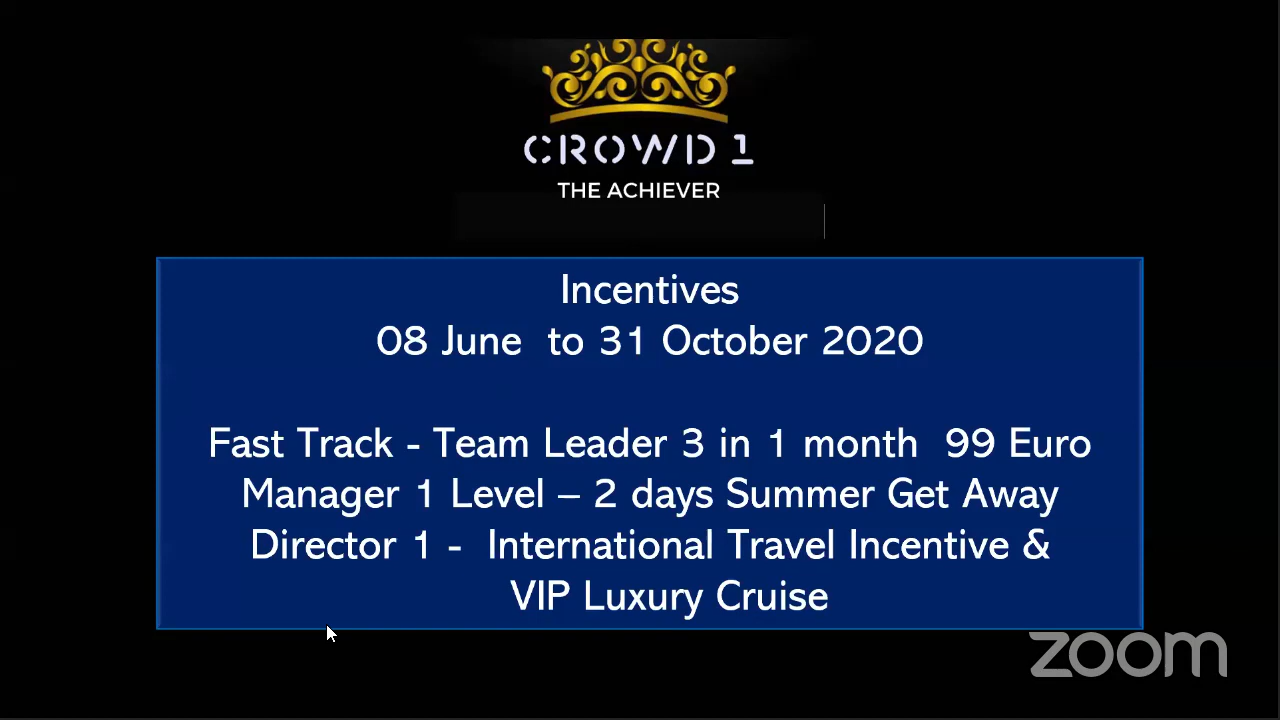 CROWD 1
THE ACHIEVER
Incentives
08 June to 31 October 2020
Fast Track - Team Leader 3 in 1 month 99 Euro
Manager 1 Level – 2 days Summer Get Away
Director 1 - International Travel Incentive &
VIP Luxury Cruise
zoom